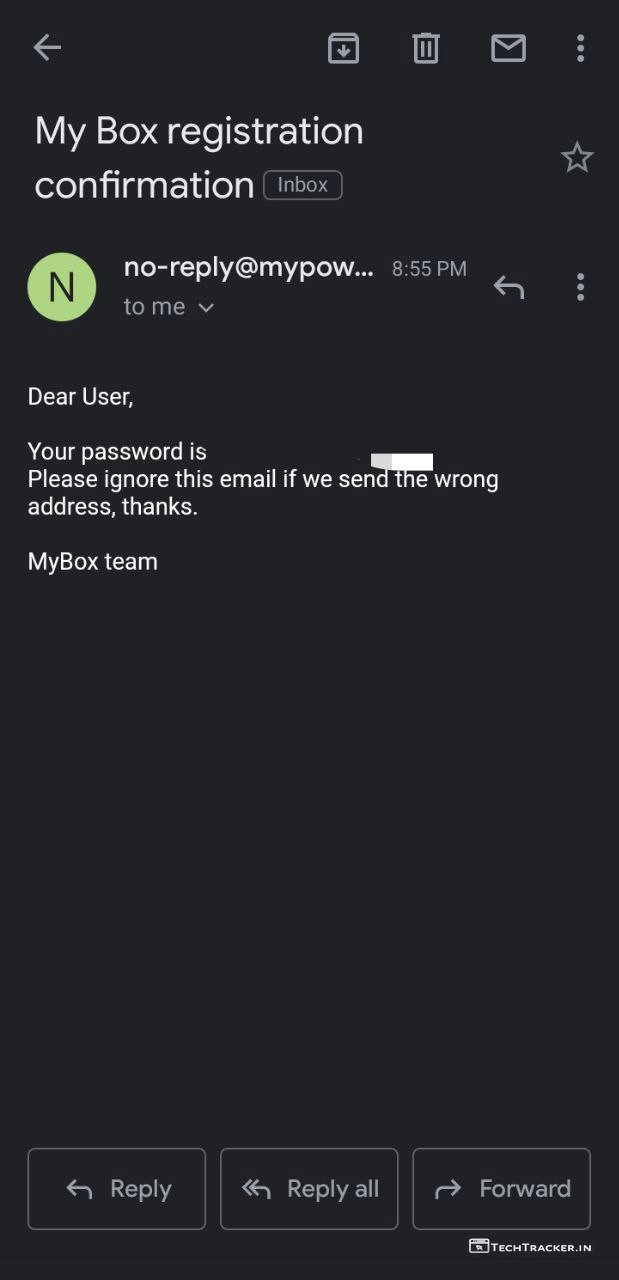 My Box registration
confirmation Inbox
N
no-reply@mypow... 8:55 PM
to me
Dear User,
Your password is
Please ignore this email if we send the wrong
address, thanks.
MyBox team
Reply Reply all Forward
TECHTRACKER.IN